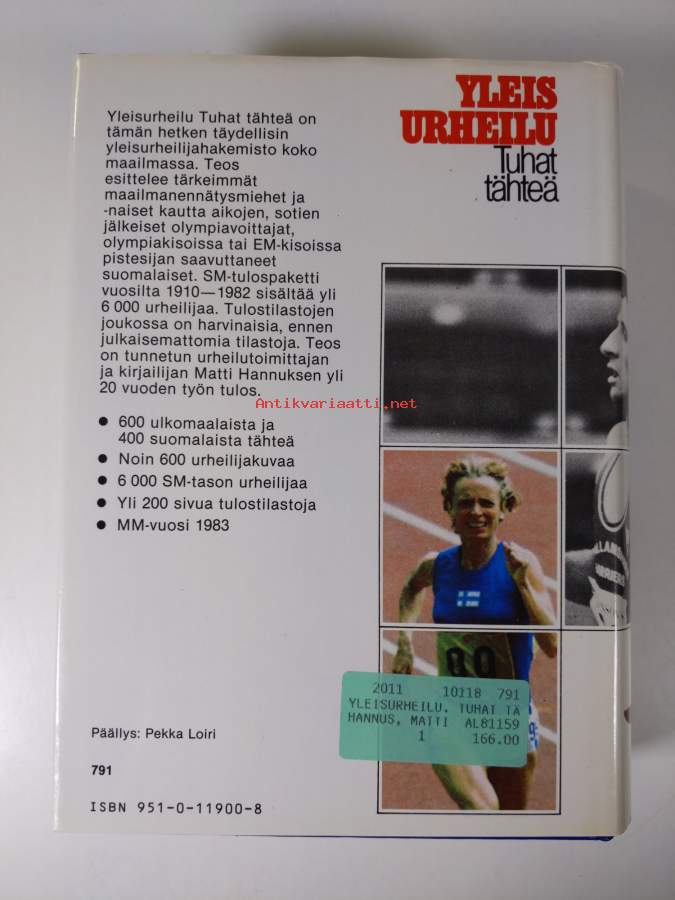 YLEIS
URHEILU
Tuhat
tähteä
Yleisurheilu Tuhat tähteä on
tämän hetken täydellisin
yleisurheilijahakemisto koko
maailmassa. Teos
esittelee tärkeimmät
maailmanennätysmiehet ja
-naiset kautta aikojen, sotien
jälkeiset olympiavoittajat,
olympiakisoissa tai EM-kisoissa
pistesijan saavuttaneet
suomalaiset. SM-tulospaketti
vuosilta 1910—1982 sisältää yli
6 000 urheilijaa. Tulostilastojen
joukossa on harvinaisia, ennen
julkaisemattomia tilastoja. Teos
on tunnetun urheilutoimittajan
ja kirjailijan Matti Hannuksen yli
20 vuoden työn tulos.
Antikvariaatti.net
● 600 ulkomaalaista ja
400 suomalaista tähteä
● Noin 600 urheilijakuvaa
● 6 000 SM-tason urheilijaa
● Yli 200 sivua tulostilastoja
● MM-vuosi 1983
2011 10118 791
YLEISURHEILU. TUHAT TÄ
HANNUS, MATTI AL81159
1 166.00
Päällys: Pekka Loiri
791
ISBN 951-0-11900-8